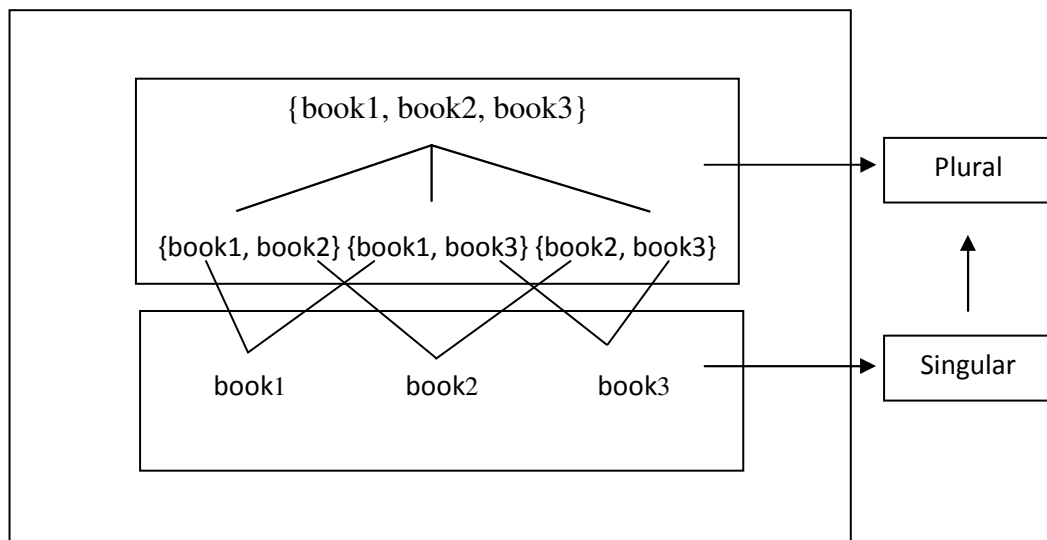 {book1, book2, book3}
Plural
{book1, book2} {book1, book3} {book2, book3}
Singular
book1 book2 book3